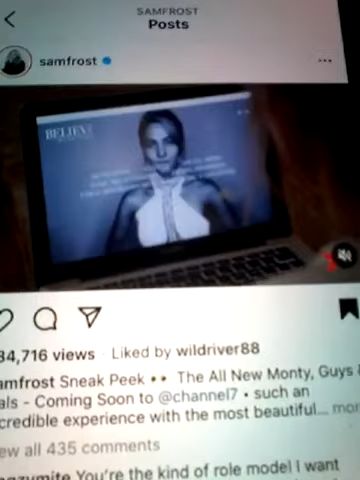 SAMFROST
Posts
samfrost
BELIEVE
34,716 views · Liked by wildriver88
amfrost Sneak Peek 👀 The All New Monty, Guys &
als - Coming Soon to @channel7 • such an
credible experience with the most beautiful... mor
ew all 435 comments
You're the kind of role model I want